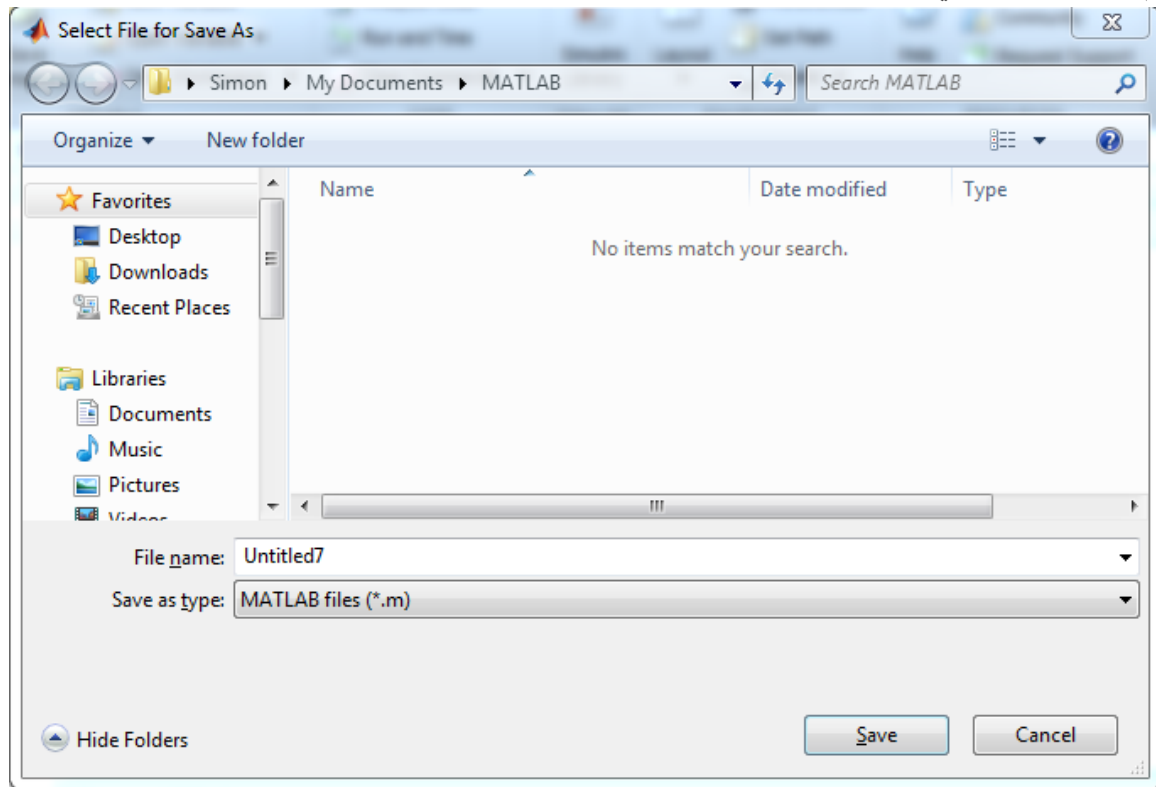 Select File for Save As
Simon ▸ My Documents ▸ MATLAB
Search MATLAB
Organize
New folder
Name
Date modified
Type
Favorites
No items match your search.
Desktop
Downloads
Recent Places
Libraries
Documents
Music
Pictures
Videos
File name: Untitled7
Save as type: MATLAB files (*.m)
Hide Folders
Save
Cancel